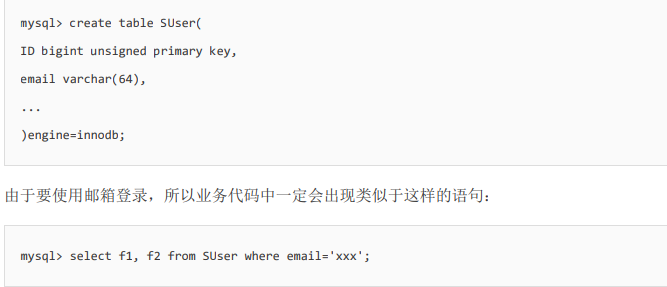 mysql> create table SUser(
ID bigint unsigned primary key,
email varchar(64),
...
)engine=innodb;
由于要使用邮箱登录，所以业务代码中一定会出现类似于这样的语句：
mysql> select f1, f2 from SUser where email='xxx';